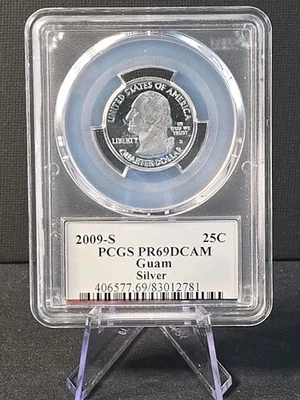 UNITED STATES OF AMERICA
LIBERTY
IN
GOD WE
TRUST
S
QUARTER DOLLAR
2009-S 25C
PCGS PR69DCAM
Guam
Silver
406577.69/83012781